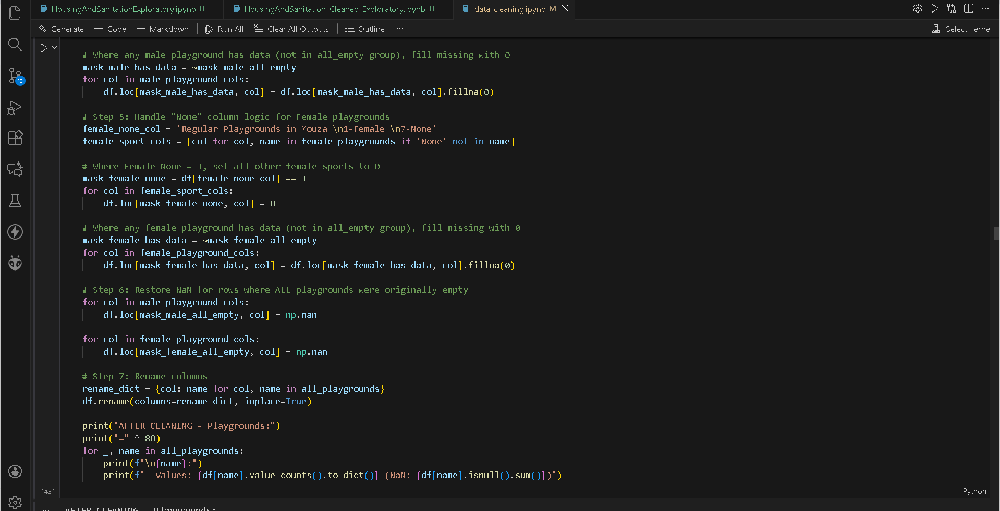 HousingAndSanitationExploratory.ipynb U
HousingAndSanitation_Cleaned_Exploratory.ipynb U
data_cleaning.ipynb M
Generate
Code
Markdown
Run All
Clear All Outputs
Outline
Select Kernel
10
# Where any male playground has data (not in all_empty group), fill missing with 0
mask_male_has_data = ~mask_male_all_empty
for col in male_playground_cols:
    df.loc[mask_male_has_data, col] = df.loc[mask_male_has_data, col].fillna(0)
# Step 5: Handle "None" column logic for Female playgrounds
female_none_col = 'Regular Playgrounds in Mouza \n1-Female \n7-None'
female_sport_cols = [col for col, name in female_playgrounds if 'None' not in name]
# Where Female None = 1, set all other female sports to 0
mask_female_none = df[female_none_col] == 1
for col in female_sport_cols:
    df.loc[mask_female_none, col] = 0
# Where any female playground has data (not in all_empty group), fill missing with 0
mask_female_has_data = ~mask_female_all_empty
for col in female_playground_cols:
    df.loc[mask_female_has_data, col] = df.loc[mask_female_has_data, col].fillna(0)
# Step 6: Restore NaN for rows where ALL playgrounds were originally empty
for col in male_playground_cols:
    df.loc[mask_male_all_empty, col] = np.nan
for col in female_playground_cols:
    df.loc[mask_female_all_empty, col] = np.nan
# Step 7: Rename columns
rename_dict = {col: name for col, name in all_playgrounds}
df.rename(columns=rename_dict, inplace=True)
print("AFTER CLEANING - Playgrounds:")
print("=" * 80)
for _, name in all_playgrounds:
    print(f"\n{name}:")
    print(f"  Values: {df[name].value_counts().to_dict()} (NaN: {df[name].isnull().sum()})")
[43]
Python
AFTER CLEANING - Playgrounds: